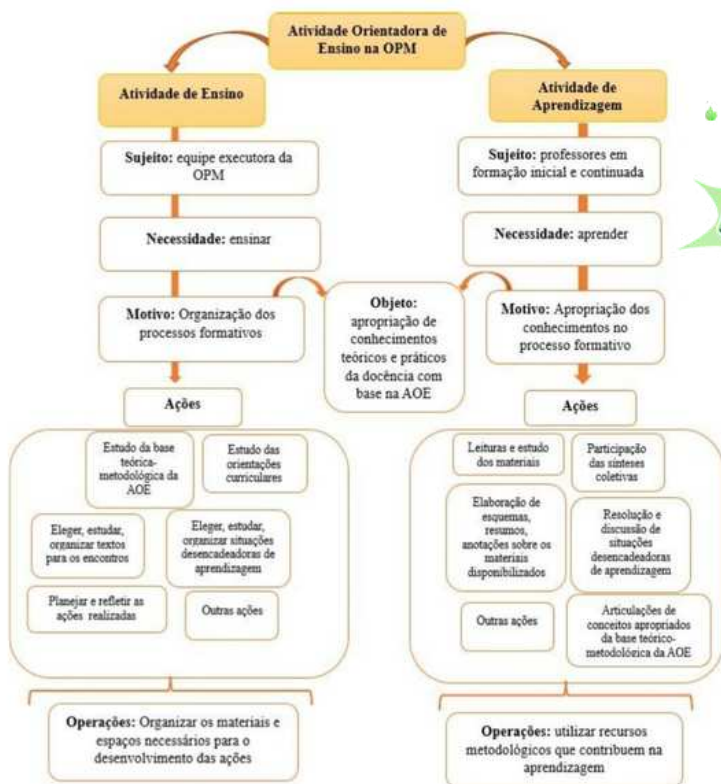 Atividade Orientadora de
Ensino na OPM
Atividade de Ensino
Atividade de
Aprendizagem
Sujeito: equipe executora da
OPM
Sujeito: professores em
formação inicial e continuada
Necessidade: ensinar
Necessidade: aprender
Motivo: Organização dos
processos formativos
Objeto:
apropriação de
conhecimentos
teóricos e práticos
da docência com
base na AOE
Motivo: Apropriação dos
conhecimentos no
processo formativo
Ações
Estudo da base
teórica-
metodológica da
AOE
Estudo das
orientações
curriculares
Eleger, estudar,
organizar textos
para os encontros
Eleger, estudar,
organizar situações
desencadeadoras de
aprendizagem
Planejar e refletir as
ações realizadas
Outras ações
Ações
Leituras e estudo
dos materiais
Participação
das sínteses
coletivas
Elaboração de
esquemas,
resumos,
anotações sobre os
materiais
disponibilizados
Resolução e
discussão de
situações
desencadeadoras
de aprendizagem
Outras ações
Articulações de
conceitos apropriados
da base teórico-
metodológica da AOE
Operações: Organizar os materiais e
espaços necessários para o
desenvolvimento das ações
Operações: utilizar recursos
metodológicos que contribuem na
aprendizagem